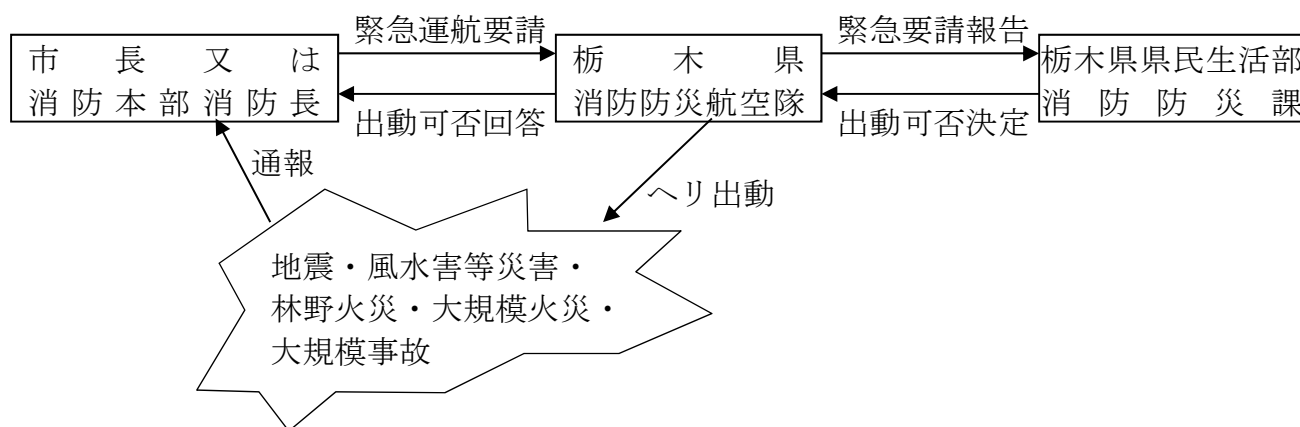 緊急運航要請
緊急要請報告
市長又は
消防本部消防長
栃木県
消防防災航空隊
栃木県県民生活部
消防防災課
出動可否回答
出動可否決定
通報
ヘリ出動
地震・風水害等災害・
林野火災・大規模火災・
大規模事故